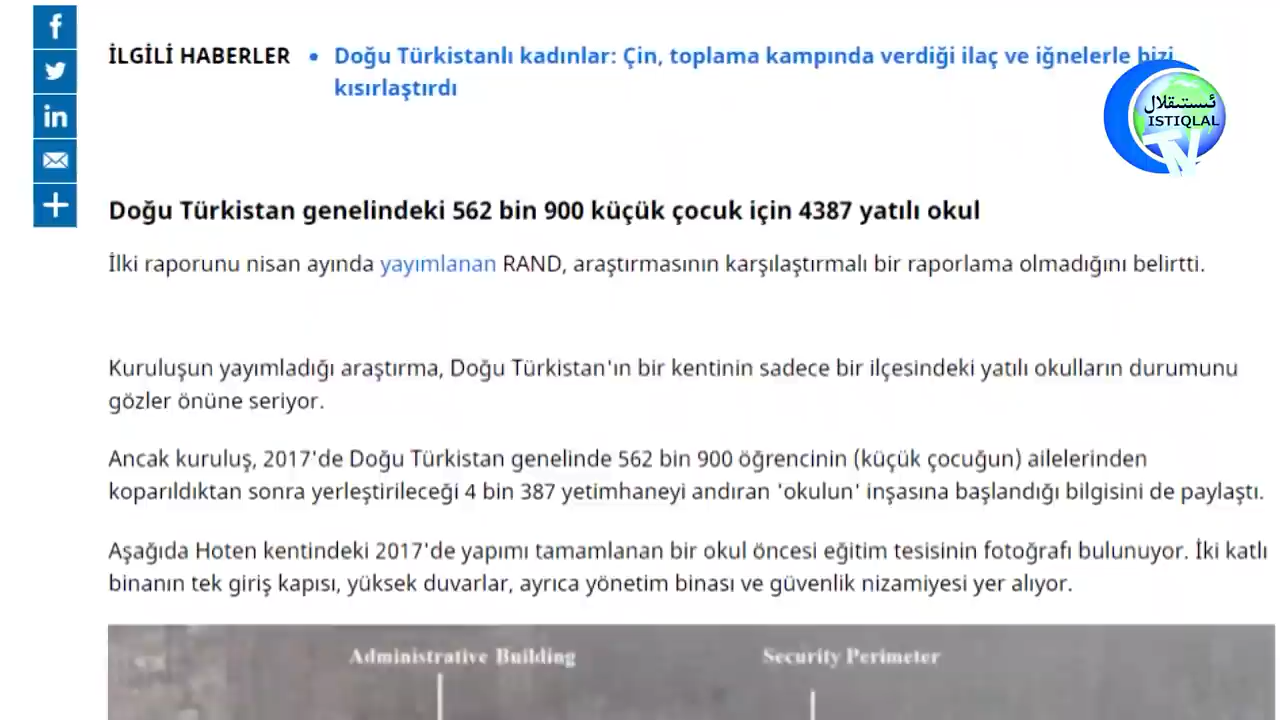 İLGİLİ HABERLER • Doğu Türkistanlı kadınlar: Çin, toplama kampında verdiği ilaç ve iğnelerle bizi
kısırlaştırdı
ئىستىقلال
ISTIQLAL
TV
Doğu Türkistan genelindeki 562 bin 900 küçük çocuk için 4387 yatılı okul
İlki raporunu nisan ayında yayımlanan RAND, araştırmasının karşılaştırmalı bir raporlama olmadığını belirtti.
Kuruluşun yayımladığı araştırma, Doğu Türkistan'ın bir kentinin sadece bir ilçesindeki yatılı okulların durumunu
gözler önüne seriyor.
Ancak kuruluş, 2017'de Doğu Türkistan genelinde 562 bin 900 öğrencinin (küçük çocuğun) ailelerinden
koparıldıktan sonra yerleştirileceği 4 bin 387 yetimhaneyi andıran 'okulun' inşasına başlandığı bilgisini de paylaştı.
Aşağıda Hoten kentindeki 2017'de yapımı tamamlanan bir okul öncesi eğitim tesisinin fotoğrafı bulunuyor. İki katlı
binanın tek giriş kapısı, yüksek duvarlar, ayrıca yönetim binası ve güvenlik nizamiyesi yer alıyor.
Administrative Building
Security Perimeter